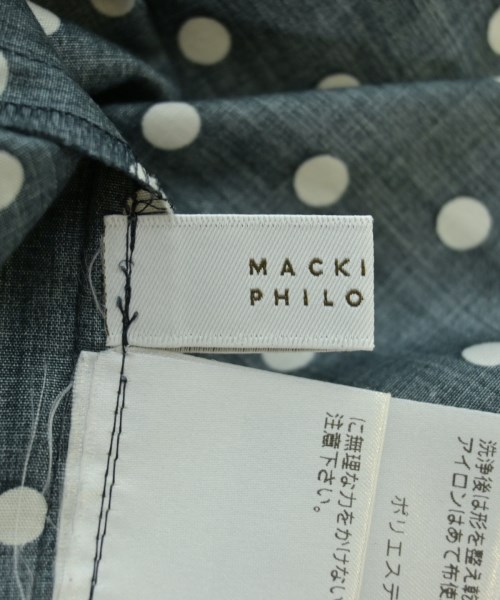 MACKI
PHILO
洗浄後は形を整え乾
アイロンはあて布使
ポリエステ
に無理な力をかけない
注意下さい。